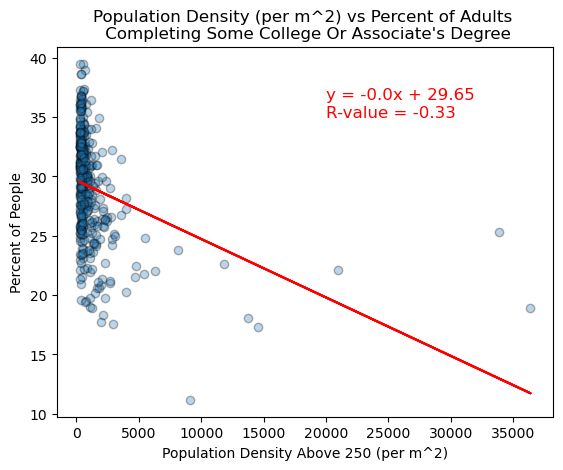 Population Density (per m^2) vs Percent of Adults
Completing Some College Or Associate's Degree
40
35
30
25
20
15
10
Percent of People
y = -0.0x + 29.65
R-value = -0.33
0 5000 10000 15000 20000 25000 30000 35000
Population Density Above 250 (per m^2)